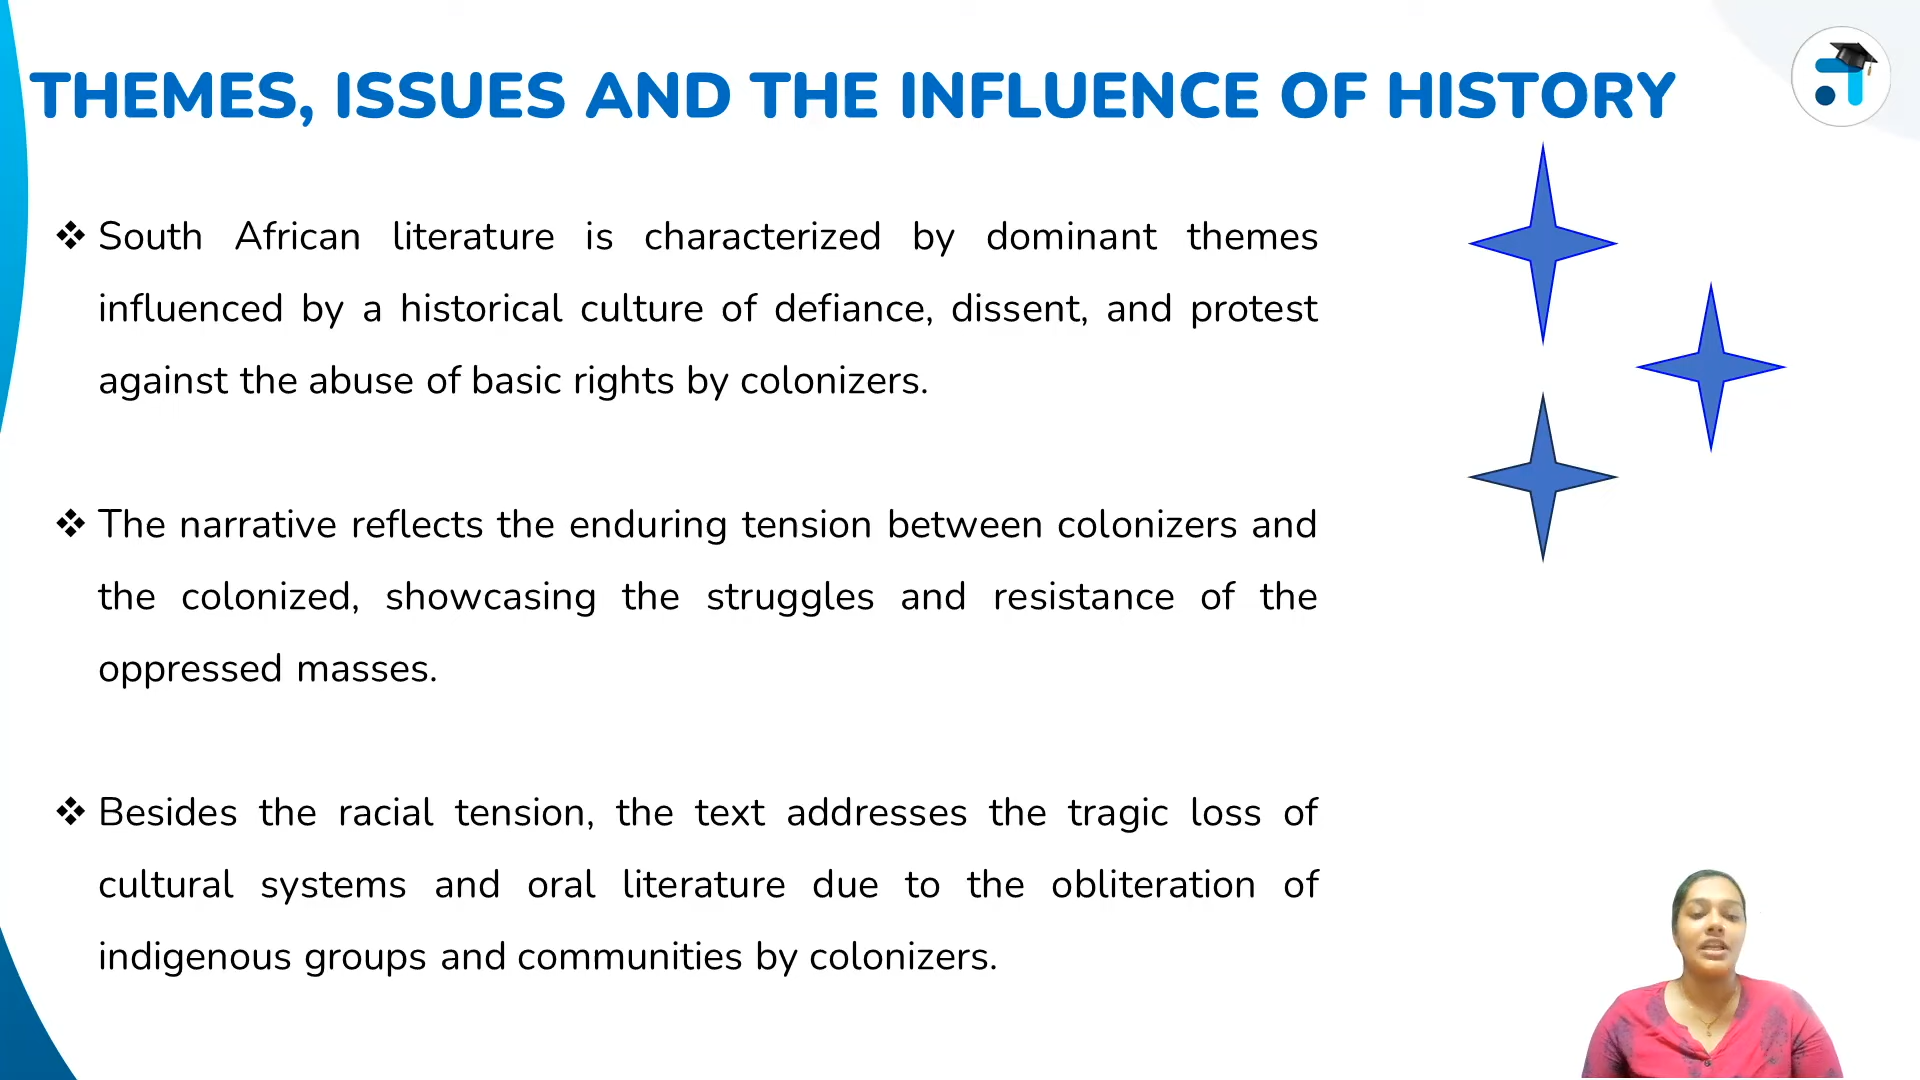 THEMES, ISSUES AND THE INFLUENCE OF HISTORY
❖ South African literature is characterized by dominant themes
influenced by a historical culture of defiance, dissent, and protest
against the abuse of basic rights by colonizers.
❖ The narrative reflects the enduring tension between colonizers and
the colonized, showcasing the struggles and resistance of the
oppressed masses.
❖ Besides the racial tension, the text addresses the tragic loss of
cultural systems and oral literature due to the obliteration of
indigenous groups and communities by colonizers.